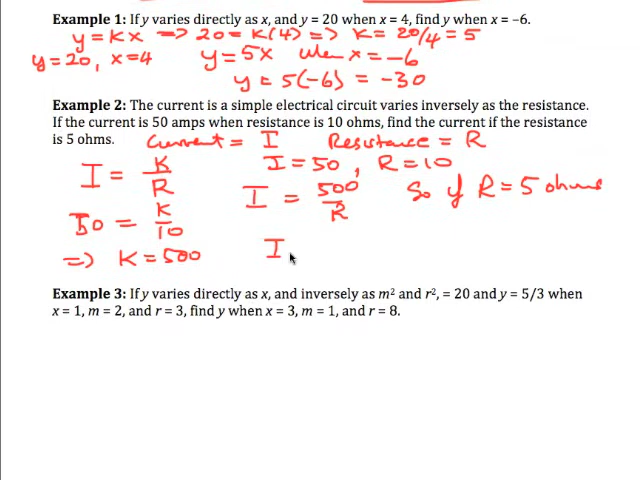 Example 1: If y varies directly as x, and y = 20 when x = 4, find y when x = –6.
y = Kx => 20 = K(4) => K = 20/4 = 5
y = 20, x = 4 y = 5x when x = -6
y = 5(-6) = -30
Example 2: The current is a simple electrical circuit varies inversely as the resistance.
If the current is 50 amps when resistance is 10 ohms, find the current if the resistance
is 5 ohms. Current = I Resistance = R
I = K/R I = 50, R = 10
I = 500/R So if R = 5 ohms
50 = K/10
=> K = 500 I
Example 3: If y varies directly as x, and inversely as m² and r², = 20 and y = 5/3 when
x = 1, m = 2, and r = 3, find y when x = 3, m = 1, and r = 8.